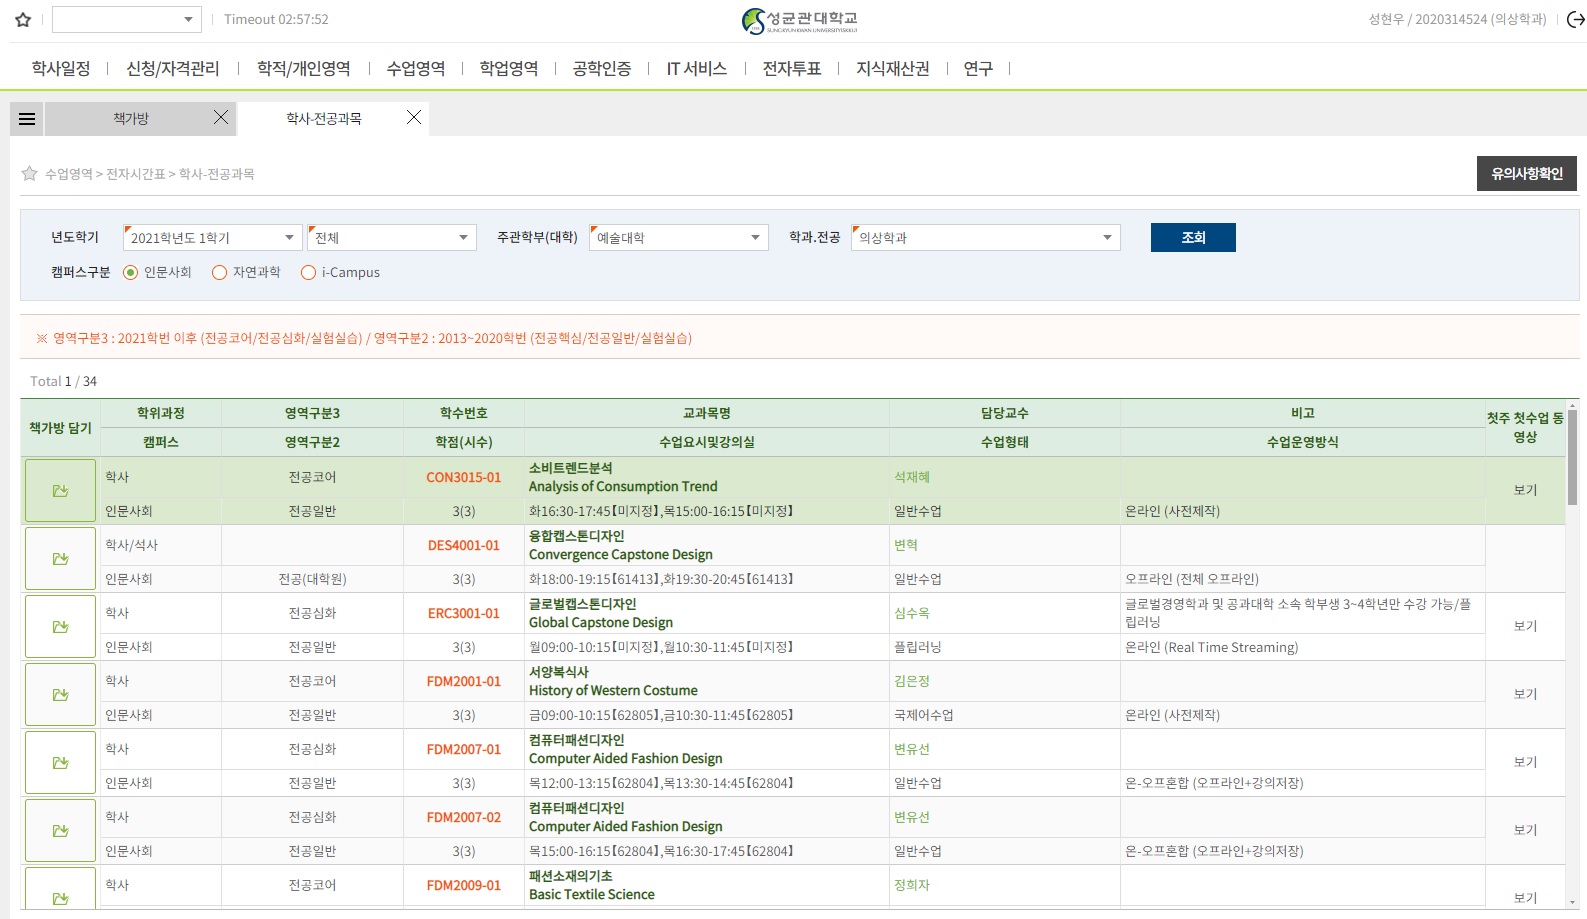 Timeout 02:57:52
성균관대학교
SUNGKYUNKWAN UNIVERSITY(SKKU)
성현우 / 2020314524 (의상학과)
학사일정 신청/자격관리 학적/개인영역 수업영역 학업영역 공학인증 IT 서비스 전자투표 지식재산권 연구
책가방 학사-전공과목
수업영역 > 전자시간표 > 학사-전공과목
유의사항확인
년도학기 2021학년도 1학기 전체 주관학부(대학) 예술대학 학과.전공 의상학과 조회
캠퍼스구분 인문사회 자연과학 i-Campus
※ 영역구분3 : 2021학번 이후 (전공코어/전공심화/실험실습) / 영역구분2 : 2013~2020학번 (전공핵심/전공일반/실험실습)
Total 1 / 34
책가방 담기 학위과정 영역구분3 학수번호 교과목명 담당교수 비고 첫주 첫수업 동영상
캠퍼스 영역구분2 학점(시수) 수업요시및강의실 수업형태 수업운영방식
학사 전공코어 CON3015-01 소비트렌드분석 석재혜
Analysis of Consumption Trend
보기
인문사회 전공일반 3(3) 화16:30-17:45【미지정】,목15:00-16:15【미지정】 일반수업 온라인 (사전제작)
학사/석사 DES4001-01 융합캡스톤디자인 변혁
Convergence Capstone Design
인문사회 전공(대학원) 3(3) 화18:00-19:15【61413】,화19:30-20:45【61413】 일반수업 오프라인 (전체 오프라인)
학사 전공심화 ERC3001-01 글로벌캡스톤디자인 심수옥 글로벌경영학과 및 공과대학 소속 학부생 3~4학년만 수강 가능/플
Global Capstone Design 립러닝
보기
인문사회 전공일반 3(3) 월09:00-10:15【미지정】,월10:30-11:45【미지정】 플립러닝 온라인 (Real Time Streaming)
학사 전공코어 FDM2001-01 서양복식사 김은정
History of Western Costume
보기
인문사회 전공일반 3(3) 금09:00-10:15【62805】,금10:30-11:45【62805】 국제어수업 온라인 (사전제작)
학사 전공심화 FDM2007-01 컴퓨터패션디자인 변유선
Computer Aided Fashion Design
보기
인문사회 전공일반 3(3) 목12:00-13:15【62804】,목13:30-14:45【62804】 일반수업 온-오프혼합 (오프라인+강의저장)
학사 전공심화 FDM2007-02 컴퓨터패션디자인 변유선
Computer Aided Fashion Design
보기
인문사회 전공일반 3(3) 목15:00-16:15【62804】,목16:30-17:45【62804】 일반수업 온-오프혼합 (오프라인+강의저장)
학사 전공코어 FDM2009-01 패션소재의기초 정희자
Basic Textile Science
보기